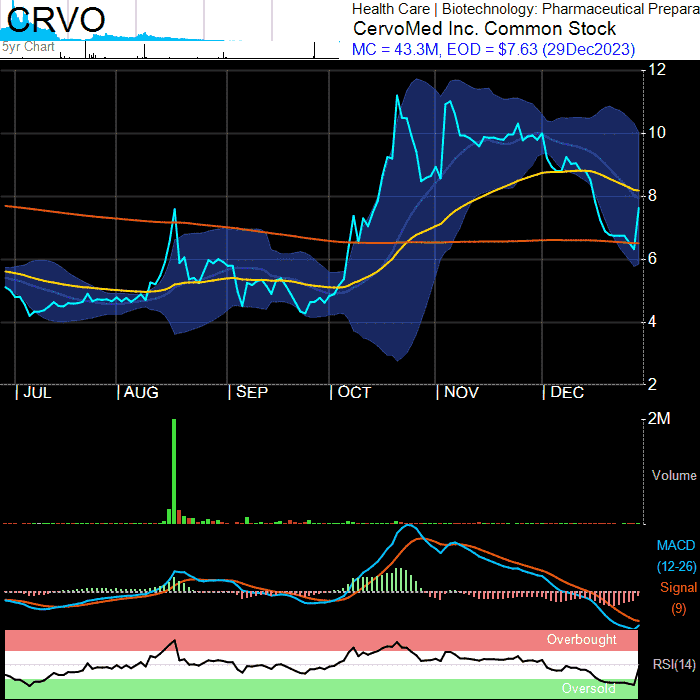 CRVO
5yr Chart
Health Care | Biotechnology: Pharmaceutical Prepara
CervoMed Inc. Common Stock
MC = 43.3M, EOD = $7.63 (29Dec2023)
12
10
8
6
4
2
JUL AUG SEP OCT NOV DEC
2M
Volume
MACD
(12-26)
Signal
(9)
Overbought
RSI(14)
Oversold